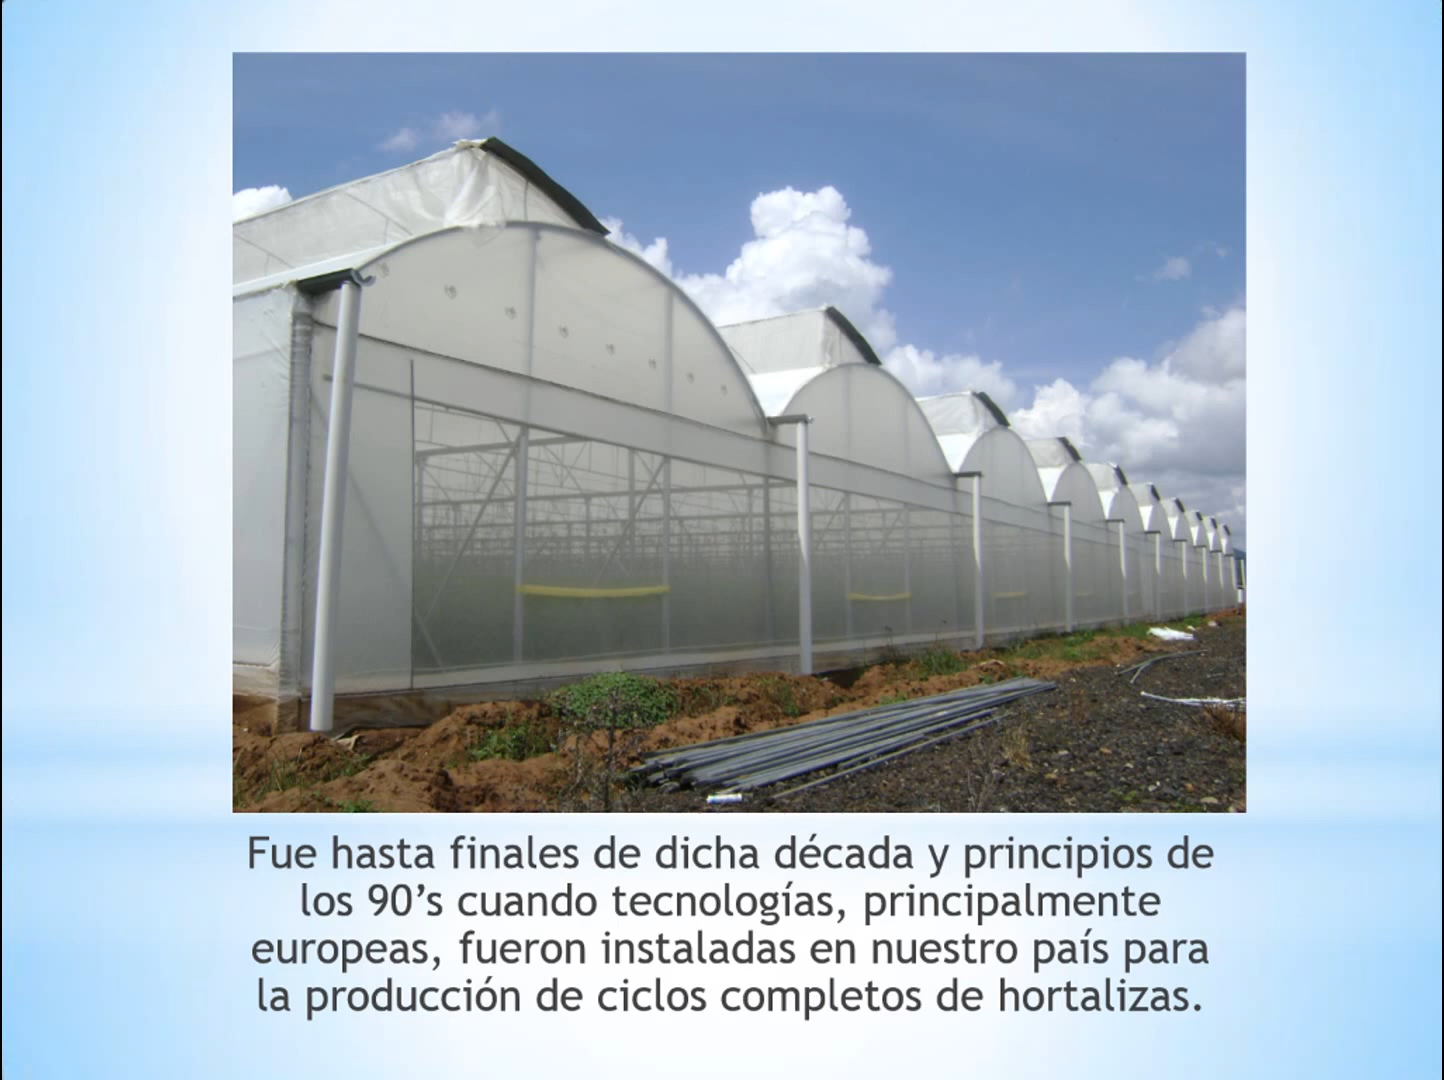 Fue hasta finales de dicha década y principios de
los 90’s cuando tecnologías, principalmente
europeas, fueron instaladas en nuestro país para
la producción de ciclos completos de hortalizas.